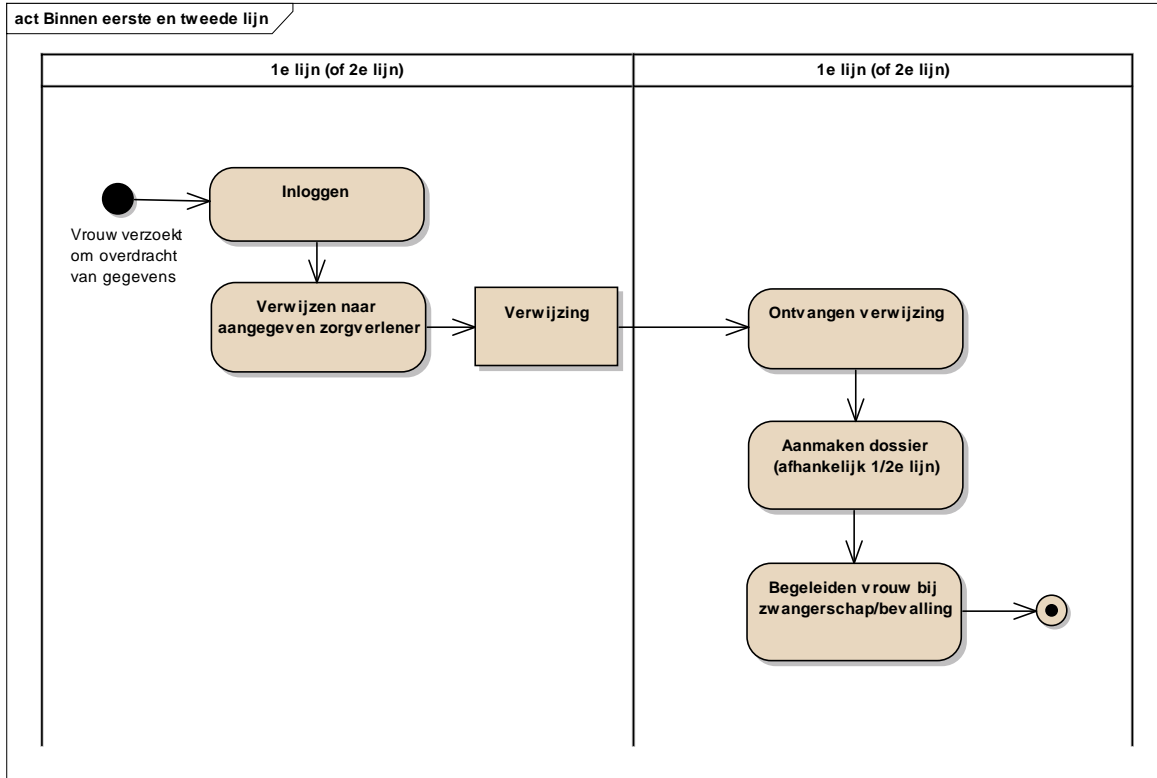 act Binnen eerste en tweede lijn
1e lijn (of 2e lijn)
1e lijn (of 2e lijn)
Inloggen
Vrouw verzoekt
om overdracht
van gegevens
Verwijzen naar
aangegeven zorgverlener
Verwijzing
Ontvangen verwijzing
Aanmaken dossier
(afhankelijk 1/2e lijn)
Begeleiden vrouw bij
zwangerschap/bevalling